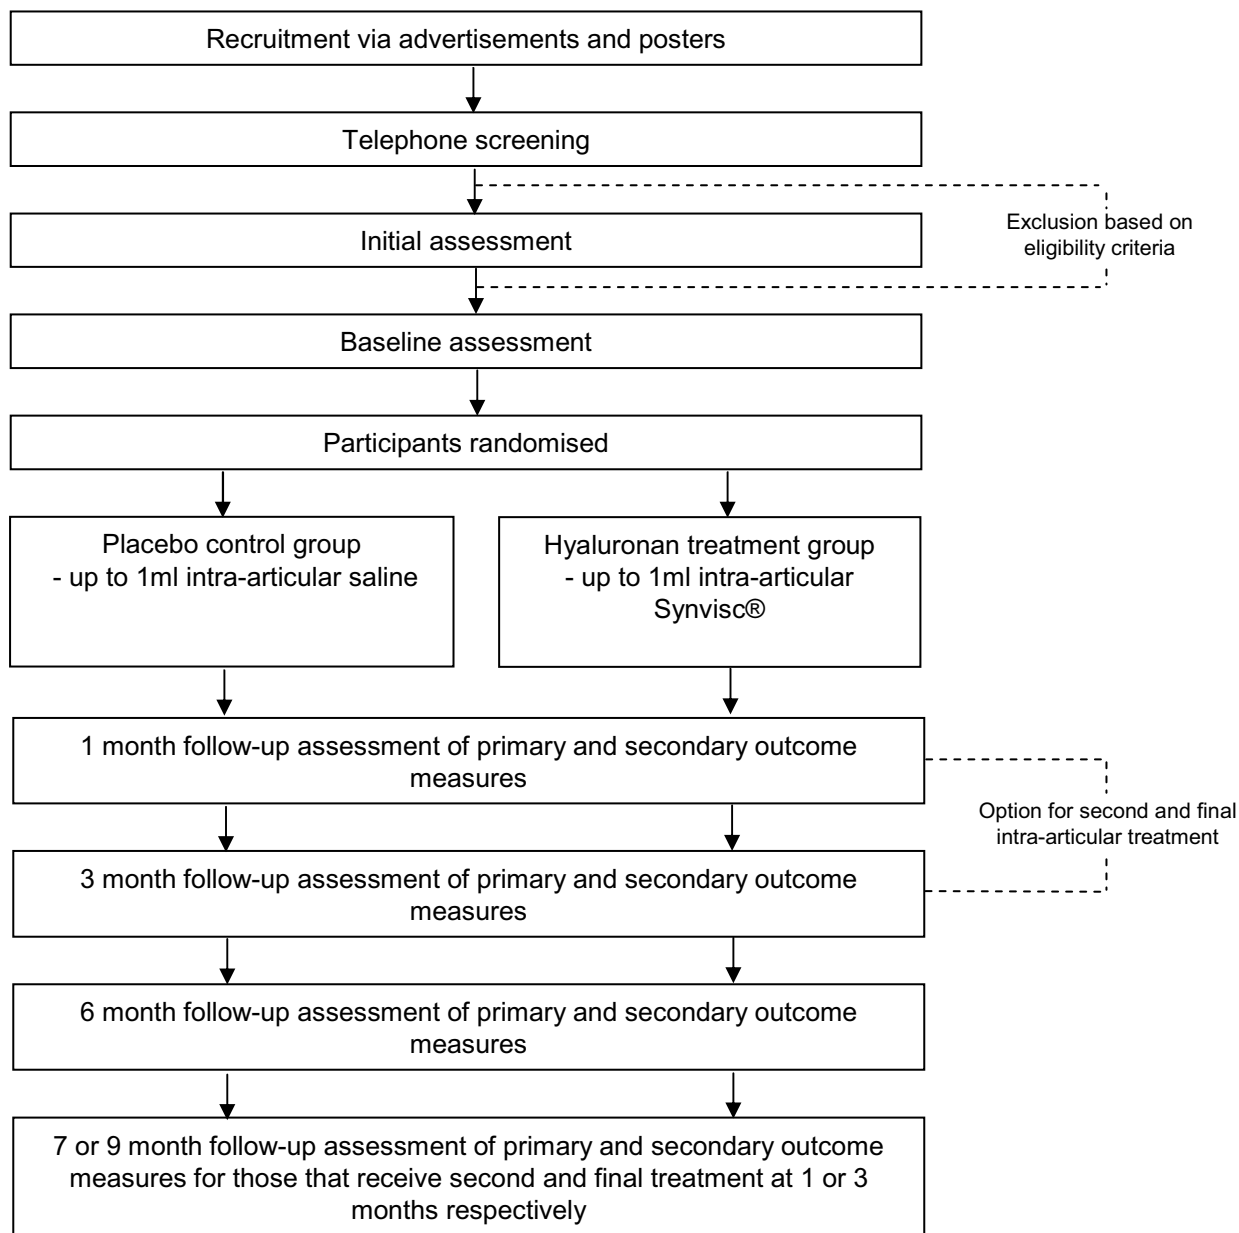 Recruitment via advertisements and posters
Telephone screening
Exclusion based on
eligibility criteria
Initial assessment
Baseline assessment
Participants randomised
Placebo control group
- up to 1ml intra-articular saline
Hyaluronan treatment group
- up to 1ml intra-articular
Synvisc®
1 month follow-up assessment of primary and secondary outcome
measures
Option for second and final
intra-articular treatment
3 month follow-up assessment of primary and secondary outcome
measures
6 month follow-up assessment of primary and secondary outcome
measures
7 or 9 month follow-up assessment of primary and secondary outcome
measures for those that receive second and final treatment at 1 or 3
months respectively